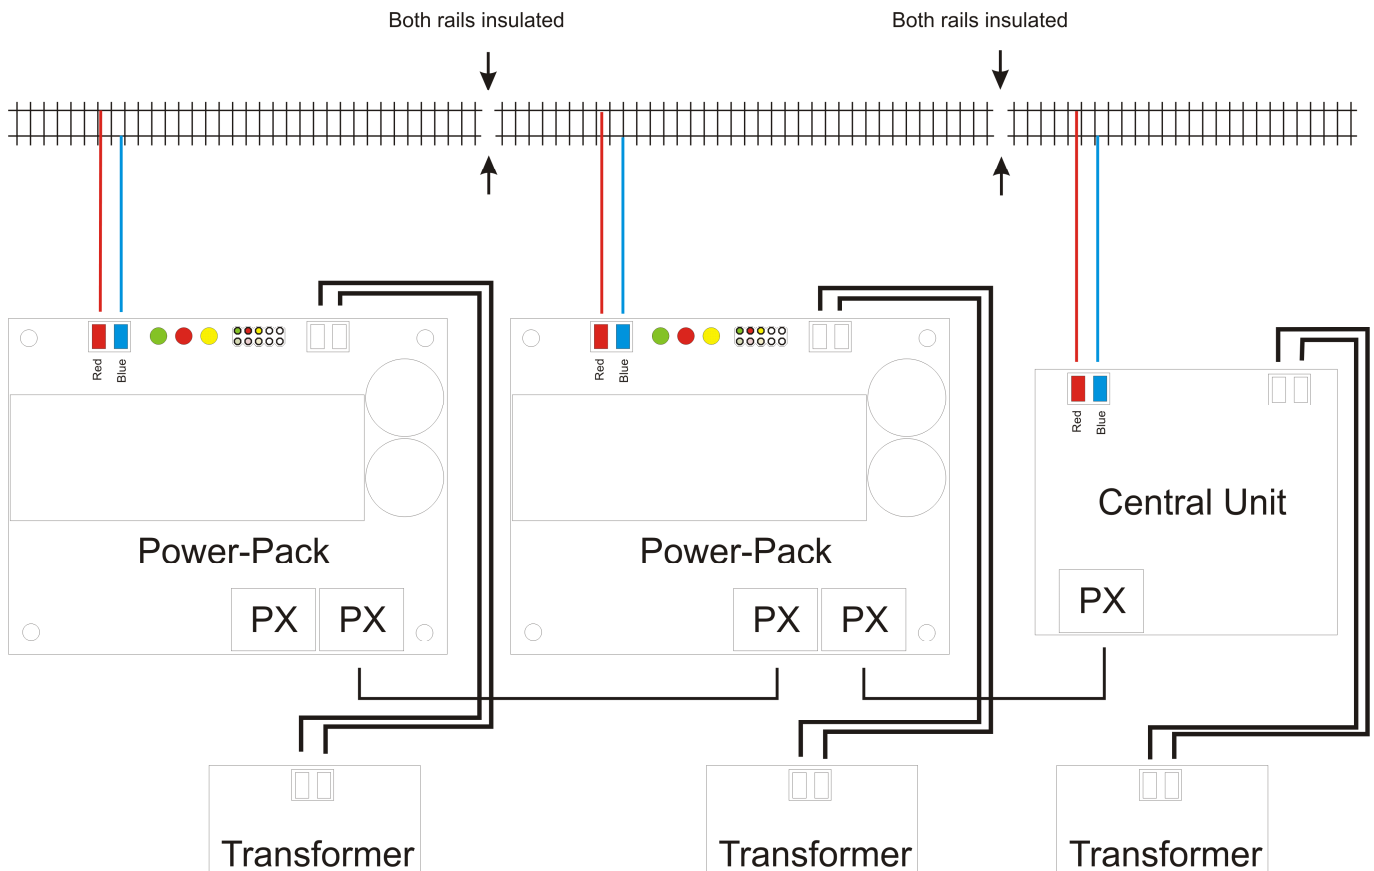 Both rails insulated
Both rails insulated
Red
Blue
Red
Blue
Red
Blue
Power-Pack
Power-Pack
Central Unit
PX
PX
PX
PX
PX
Transformer
Transformer
Transformer